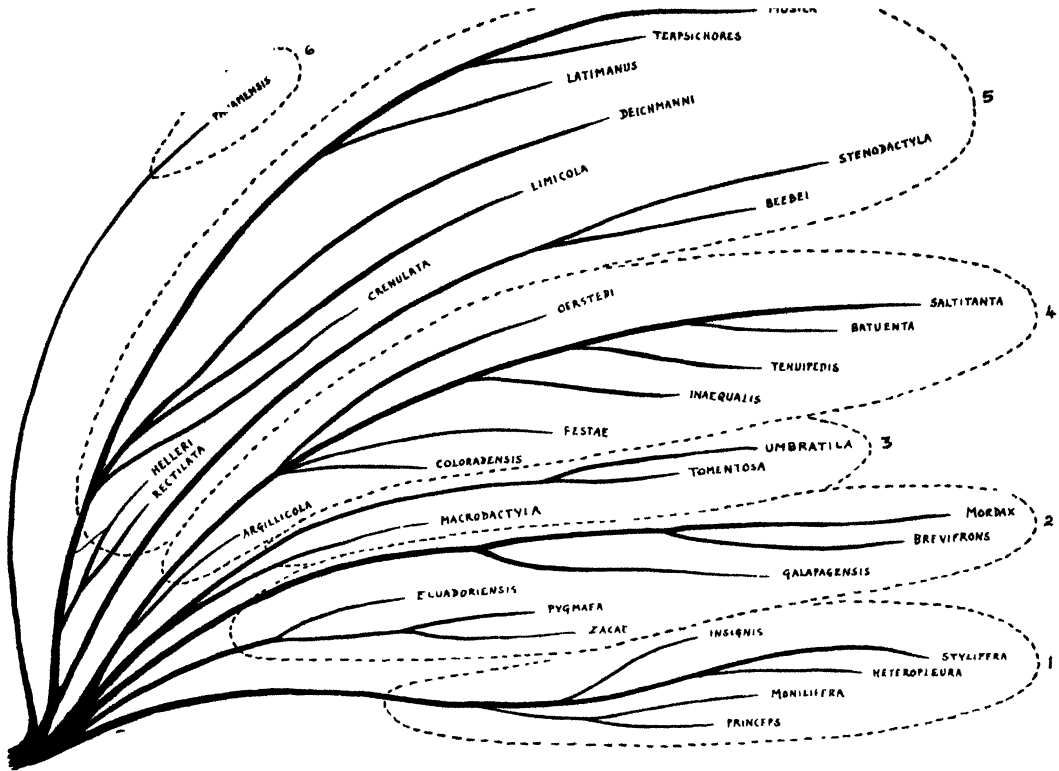 6
TERPSICHORES
LATIMANUS
DEICHMANNI
5
STENODACTYLA
LIMICOLA
BEEBEI
CRENULATA
OERSTEDI
SALTITANTA
4
BATUENTA
TENUIPEDIS
INAEQUALIS
FESTAE
HELLERI
RECTILATA
COLORADENSIS
UMBRATILA
3
TOMENTOSA
ARGILLICOLA
MACRODACTYLA
MORDAX
2
BREVIFRONS
GALAPAGENSIS
ECUADORIENSIS
PYGMAEA
ZACAE
INSIGNIS
STYLIFERA
1
HETEROPLEURA
MONILIFERA
PRINCEPS